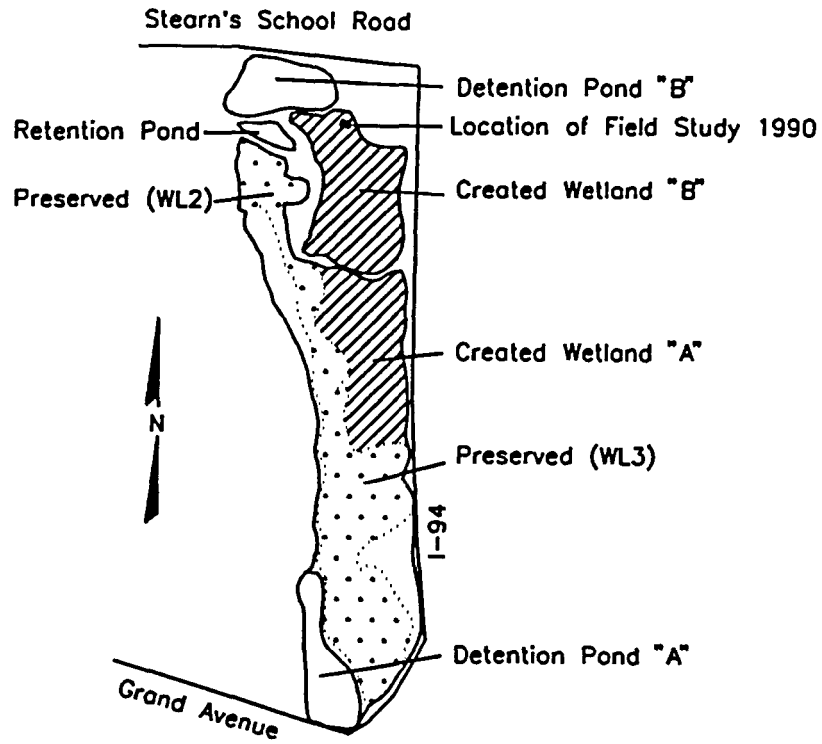 Stearn's School Road
Detention Pond "B"
Location of Field Study 1990
Retention Pond
Created Wetland "B"
Preserved (WL2)
Created Wetland "A"
N
Preserved (WL3)
I-94
Detention Pond "A"
Grand Avenue